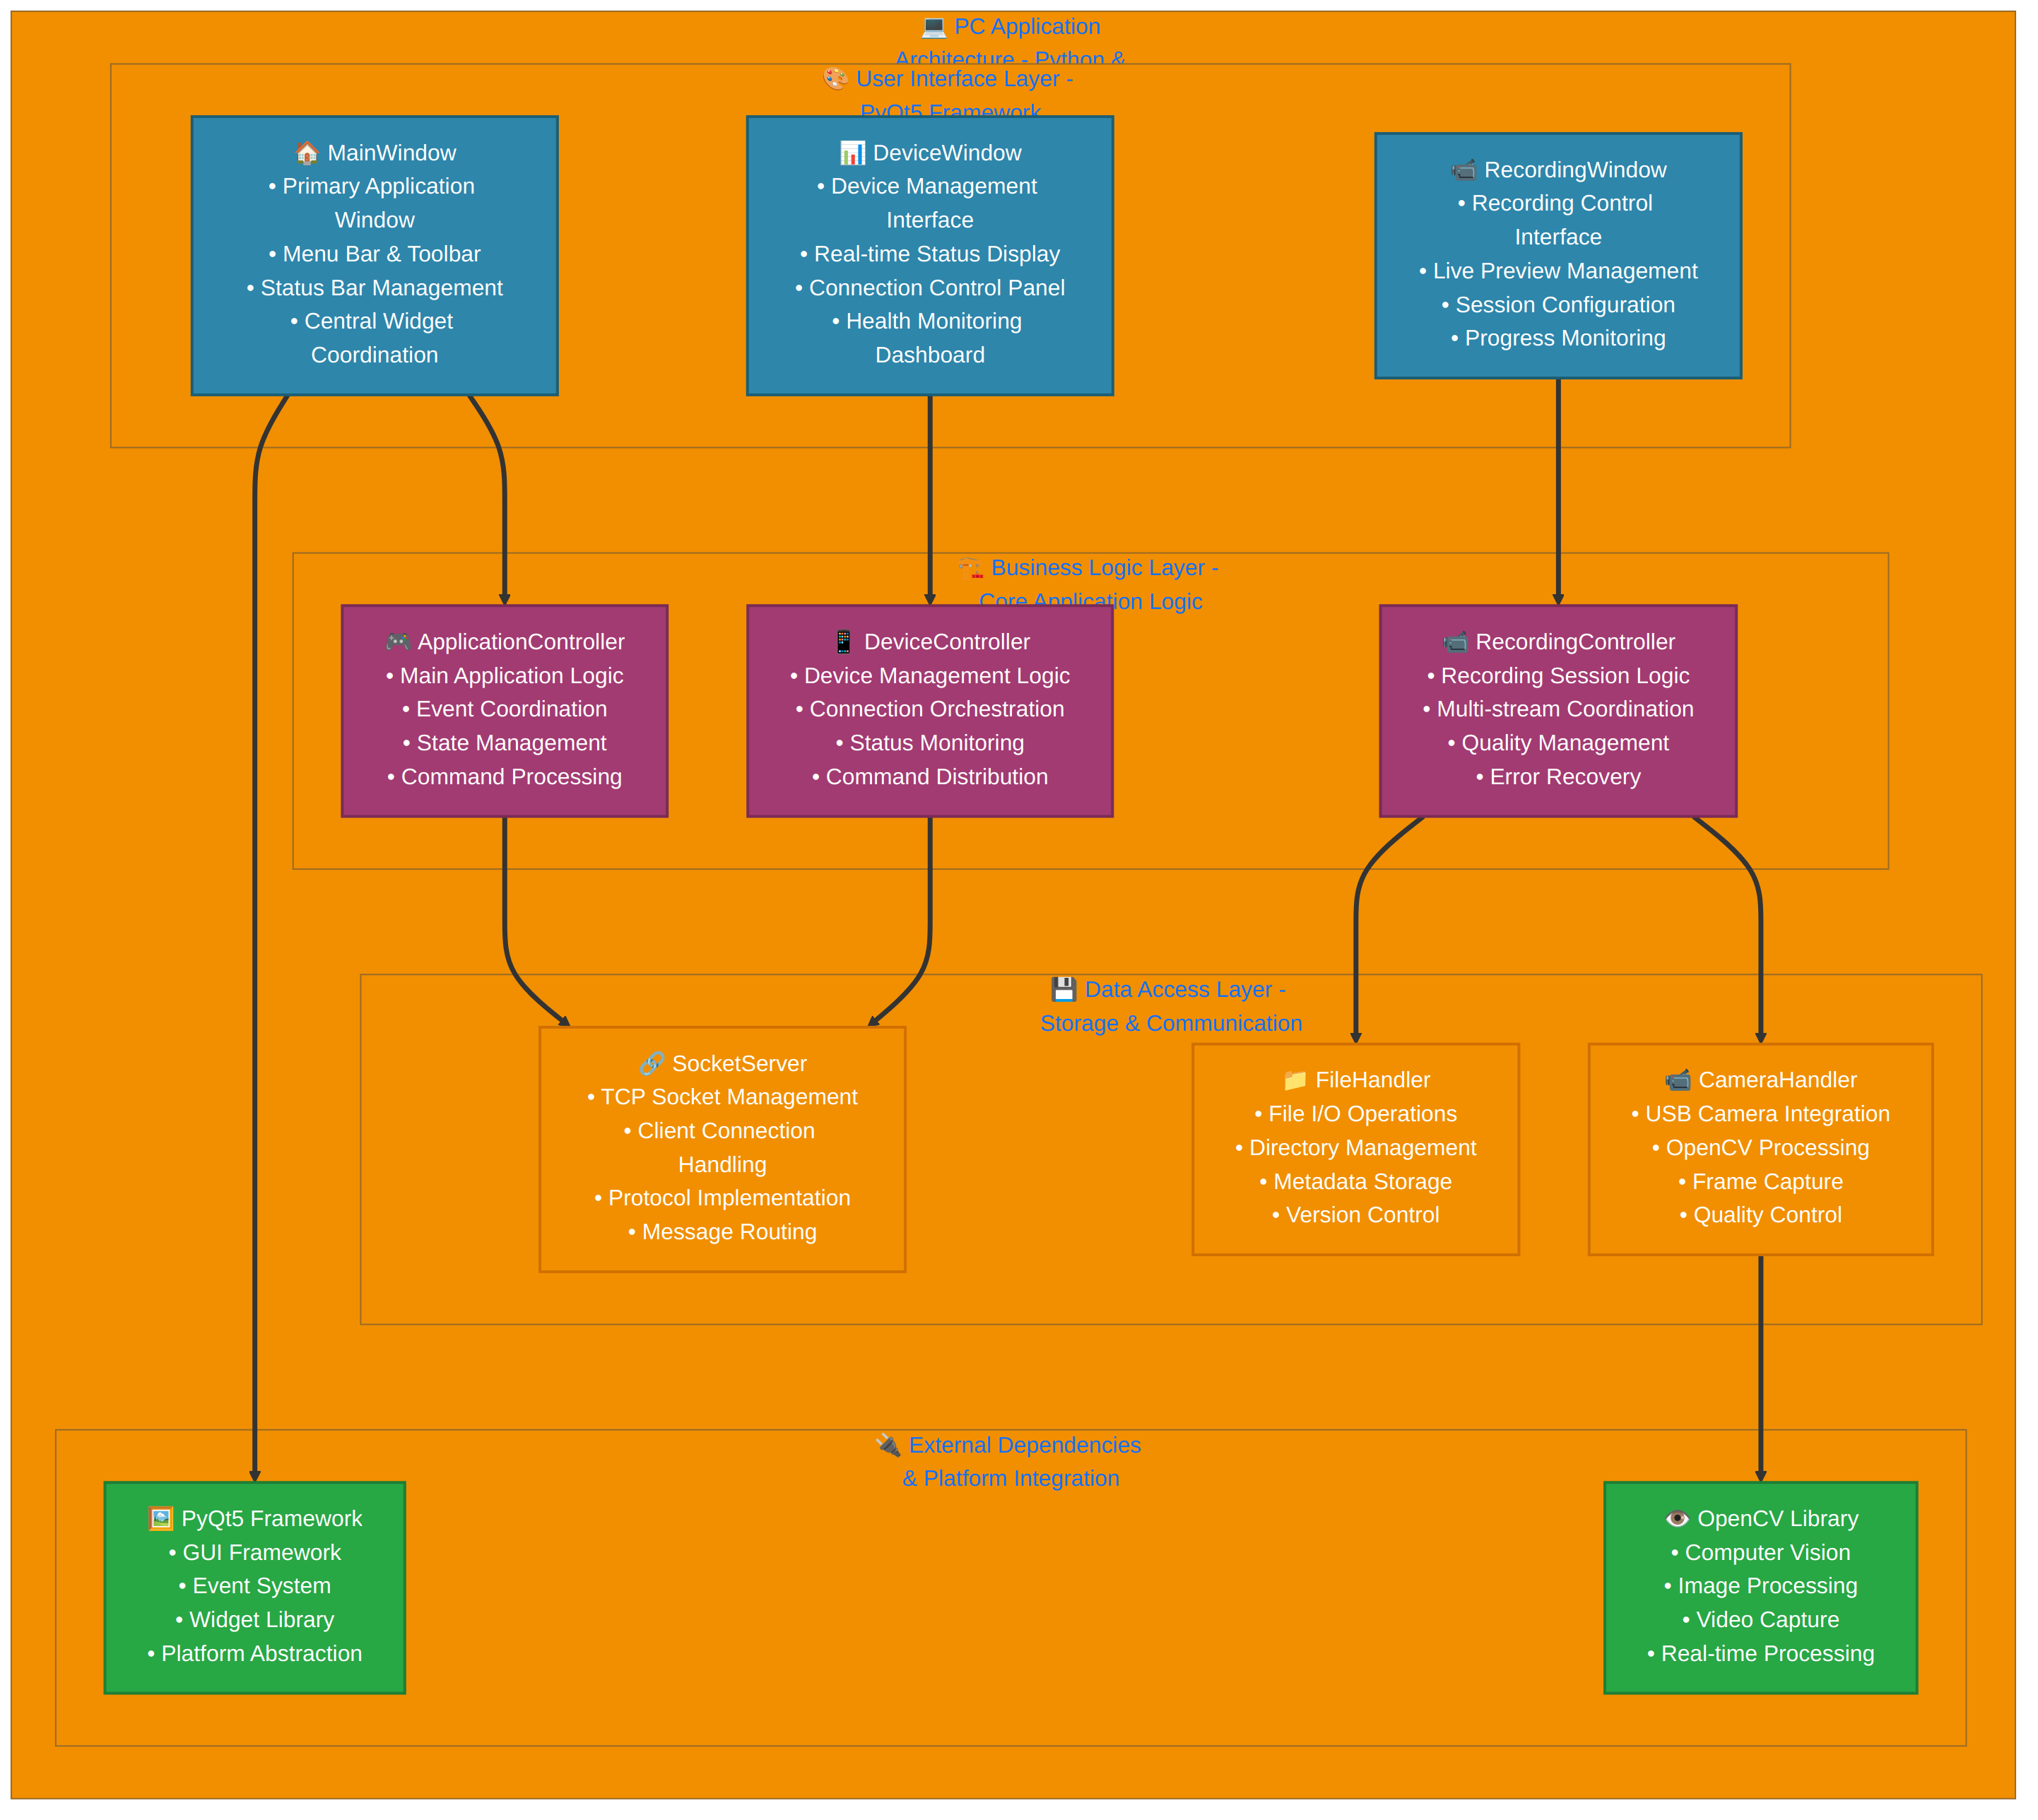 💻 PC Application
Architecture - Python &
🎨 User Interface Layer -
PyQt5 Framework
🏠 MainWindow
• Primary Application
Window
• Menu Bar & Toolbar
• Status Bar Management
• Central Widget
Coordination
📊 DeviceWindow
• Device Management
Interface
• Real-time Status Display
• Connection Control Panel
• Health Monitoring
Dashboard
📹 RecordingWindow
• Recording Control
Interface
• Live Preview Management
• Session Configuration
• Progress Monitoring
🏗️ Business Logic Layer -
Core Application Logic
🎮 ApplicationController
• Main Application Logic
• Event Coordination
• State Management
• Command Processing
📱 DeviceController
• Device Management Logic
• Connection Orchestration
• Status Monitoring
• Command Distribution
📹 RecordingController
• Recording Session Logic
• Multi-stream Coordination
• Quality Management
• Error Recovery
💾 Data Access Layer -
Storage & Communication
🔗 SocketServer
• TCP Socket Management
• Client Connection
Handling
• Protocol Implementation
• Message Routing
📁 FileHandler
• File I/O Operations
• Directory Management
• Metadata Storage
• Version Control
📹 CameraHandler
• USB Camera Integration
• OpenCV Processing
• Frame Capture
• Quality Control
🔌 External Dependencies
& Platform Integration
🖼️ PyQt5 Framework
• GUI Framework
• Event System
• Widget Library
• Platform Abstraction
👁️ OpenCV Library
• Computer Vision
• Image Processing
• Video Capture
• Real-time Processing